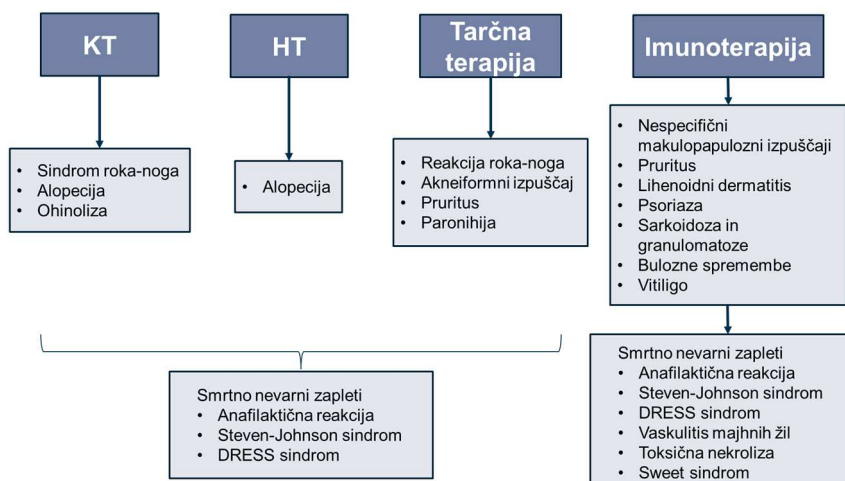 KT
HT
Tarčna
terapija
Imunoterapija
• Sindrom roka-noga
• Alopecija
• Ohinoliza
• Alopecija
• Reakcija roka-noga
• Akneiformni izpuščaj
• Pruritus
• Paronihija
• Nespecifični
makulopapulozni izpuščaji
• Pruritus
• Lihenoidni dermatitis
• Psoriaza
• Sarkoidoza in
granulomatoze
• Bulozne spremembe
• Vitiligo
Smrtno nevarni zapleti
• Anafilaktična reakcija
• Steven-Johnson sindrom
• DRESS sindrom
Smrtno nevarni zapleti
• Anafilaktična reakcija
• Steven-Johnson sindrom
• DRESS sindrom
• Vaskulitis majhnih žil
• Toksična nekroliza
• Sweet sindrom